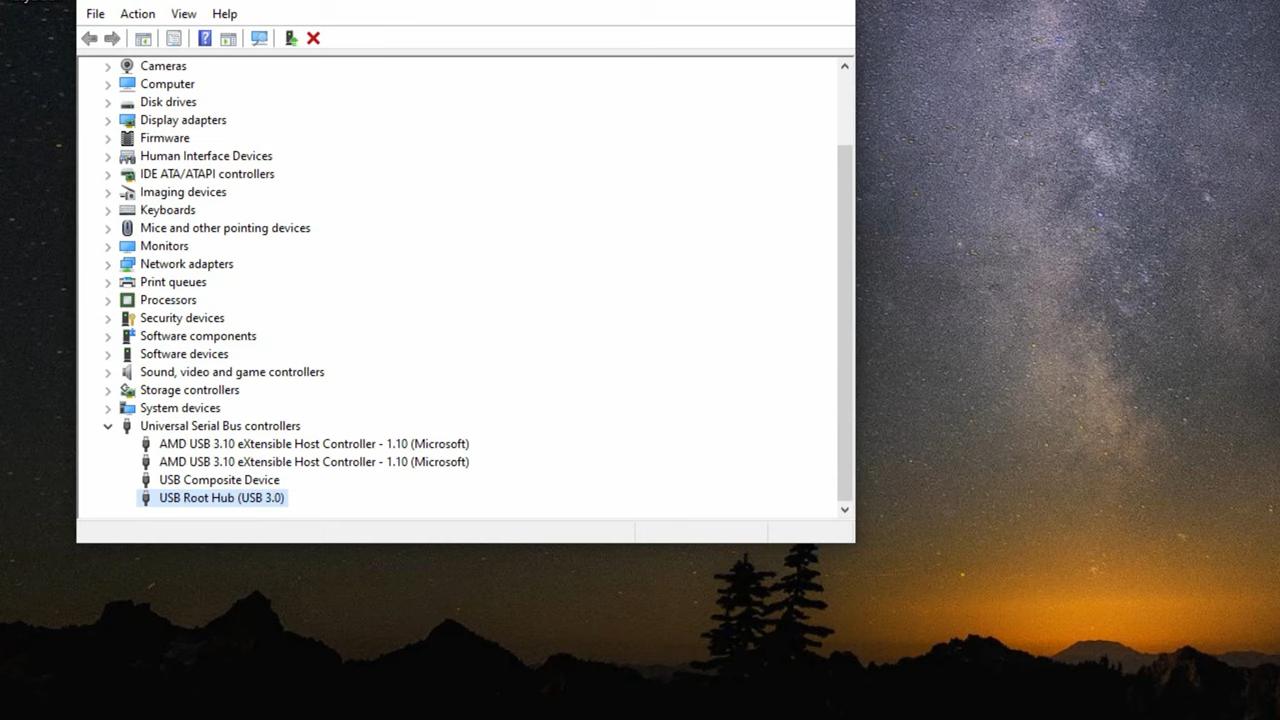 File Action View Help
Cameras
Computer
Disk drives
Display adapters
Firmware
Human Interface Devices
IDE ATA/ATAPI controllers
Imaging devices
Keyboards
Mice and other pointing devices
Monitors
Network adapters
Print queues
Processors
Security devices
Software components
Software devices
Sound, video and game controllers
Storage controllers
System devices
Universal Serial Bus controllers
AMD USB 3.10 eXtensible Host Controller - 1.10 (Microsoft)
AMD USB 3.10 eXtensible Host Controller - 1.10 (Microsoft)
USB Composite Device
USB Root Hub (USB 3.0)